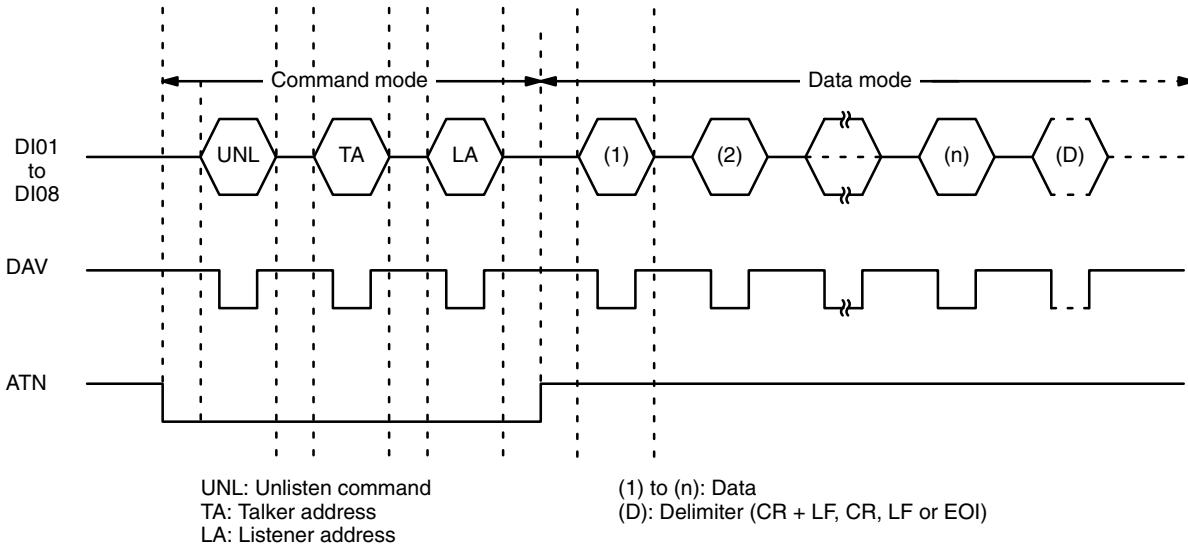 Command mode
Data mode
DI01
to
DI08
UNL
TA
LA
(1)
(2)
(n)
(D)
DAV
ATN
UNL: Unlisten command
TA: Talker address
LA: Listener address
(1) to (n): Data
(D): Delimiter (CR + LF, CR, LF or EOI)